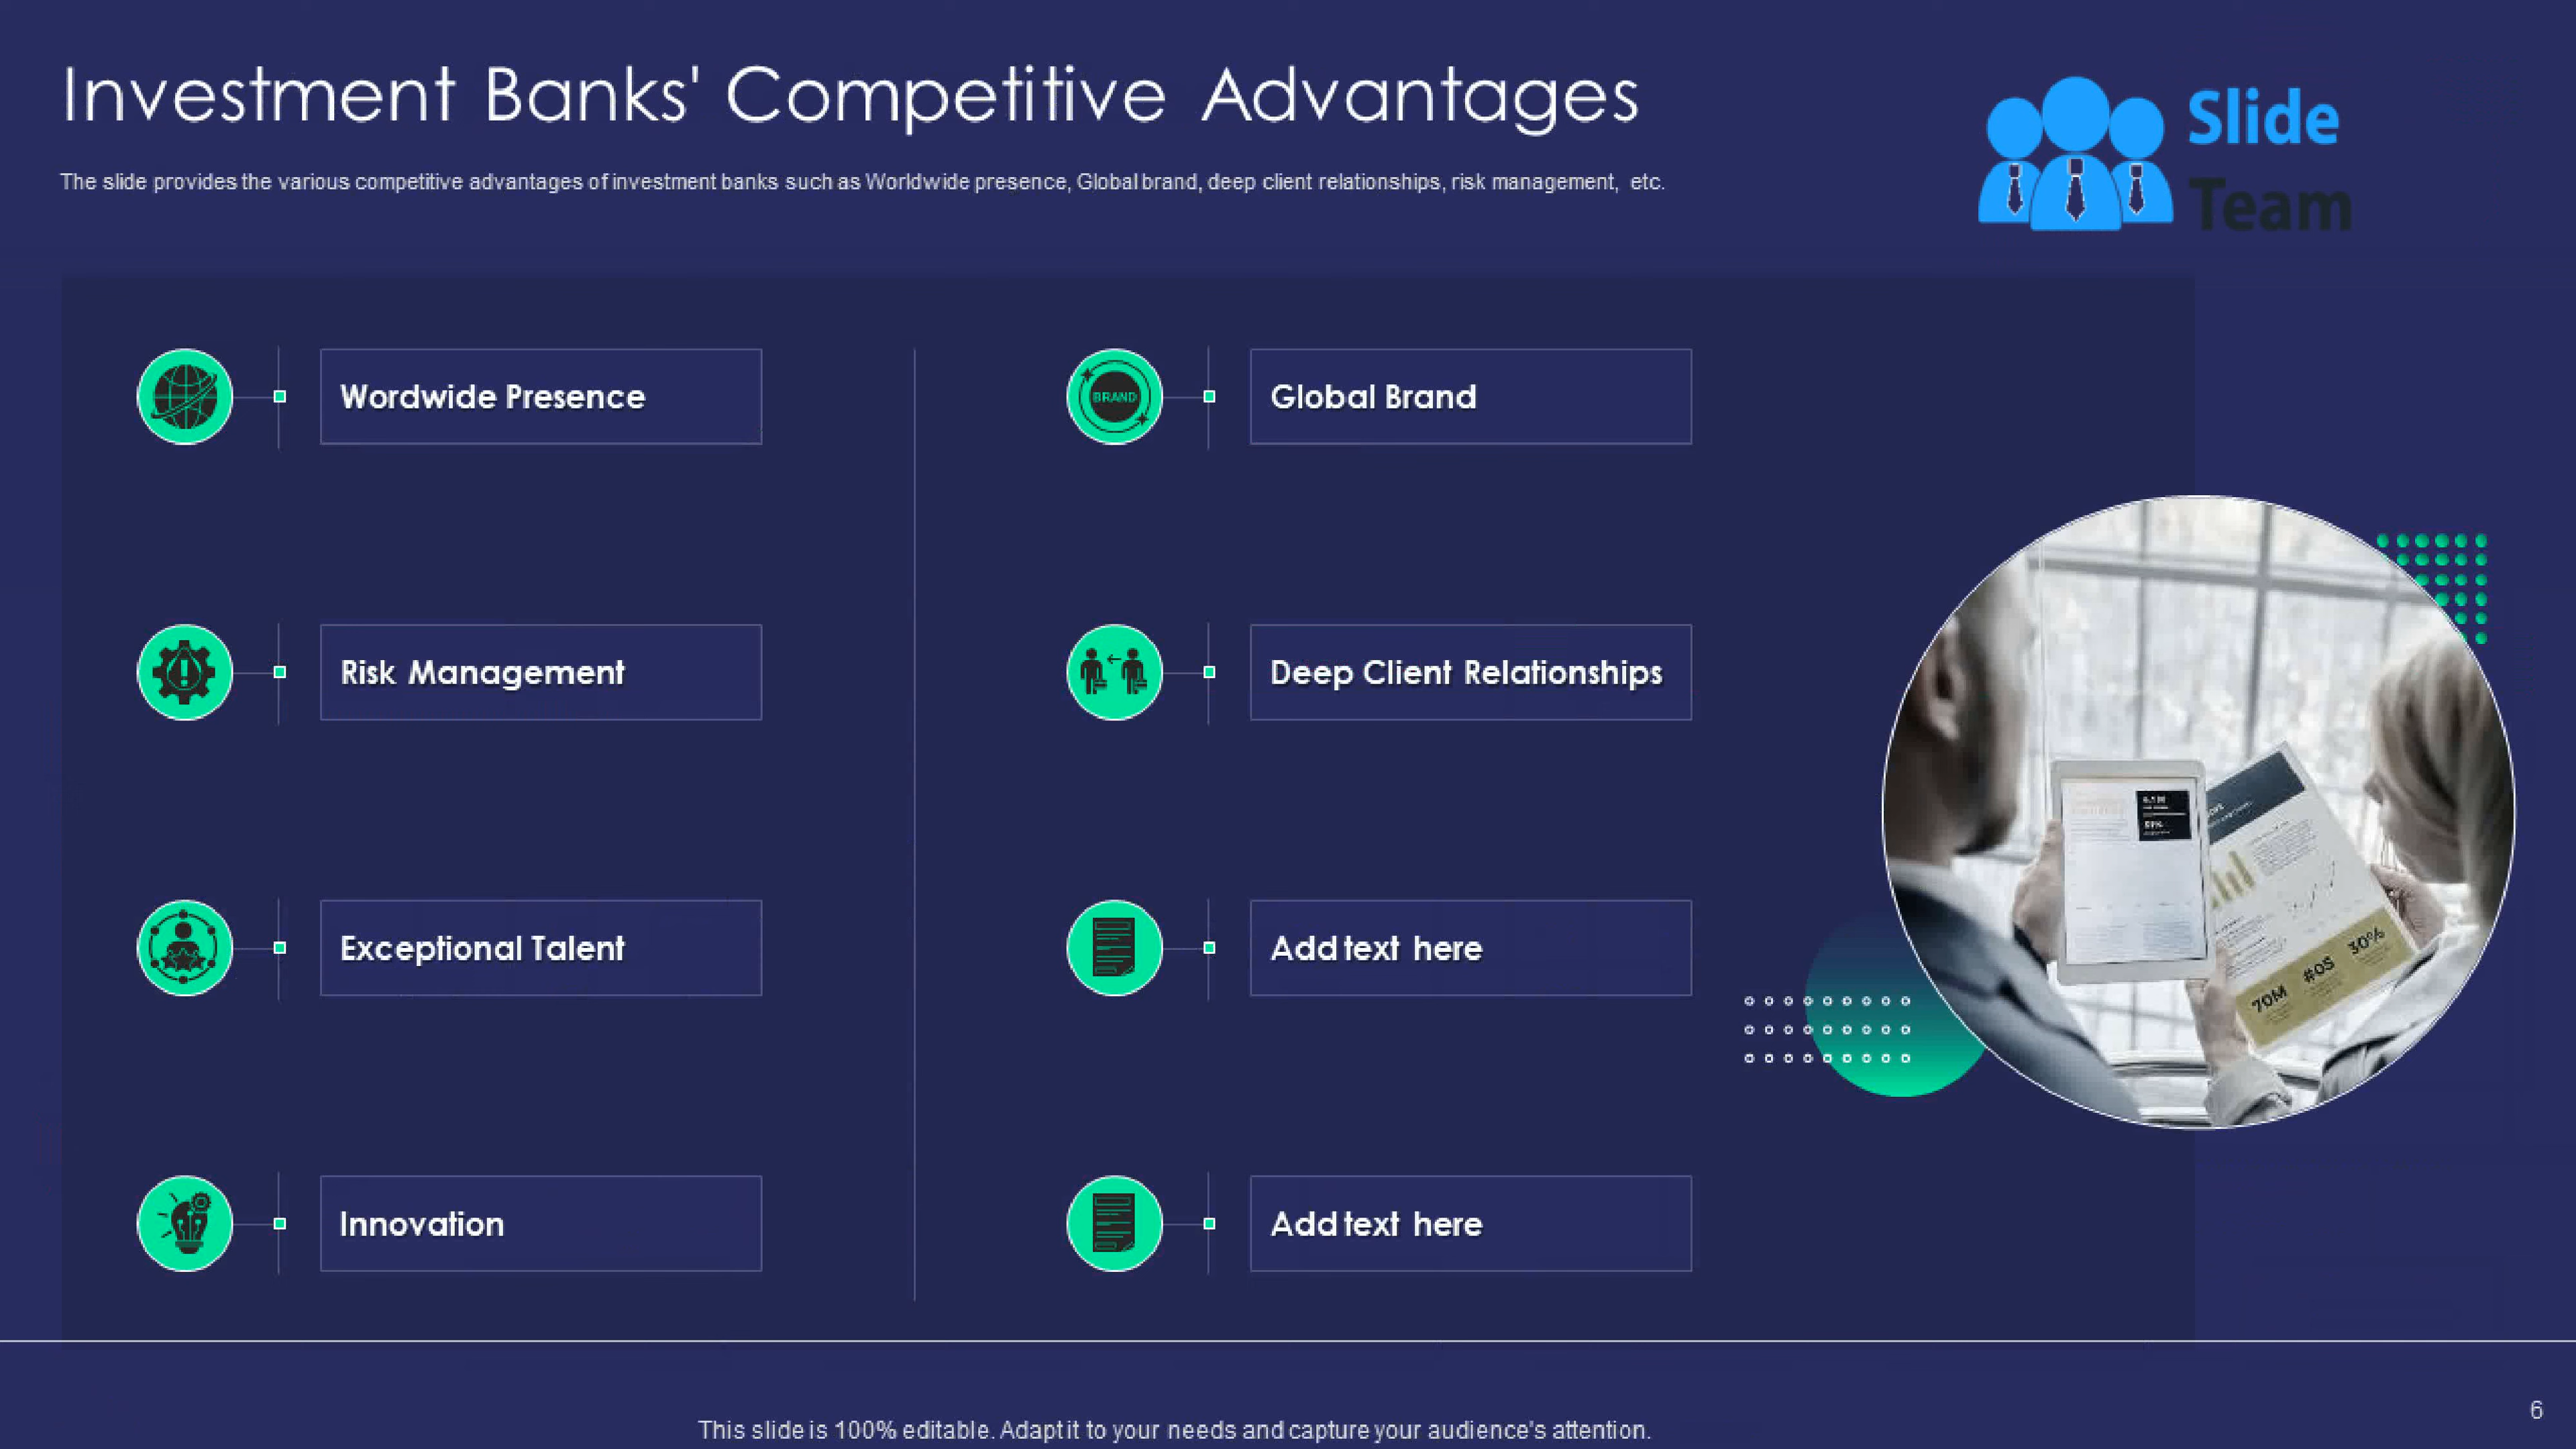 Investment Banks' Competitive Advantages
The slide provides the various competitive advantages of investment banks such as Worldwide presence, Global brand, deep client relationships, risk management, etc.
Slide
Team
Wordwide Presence
BRAND
Global Brand
Risk Management
Deep Client Relationships
Exceptional Talent
Add text here
Innovation
Add text here
70M #05 30%
This slide is 100% editable. Adapt it to your needs and capture your audience's attention.
6